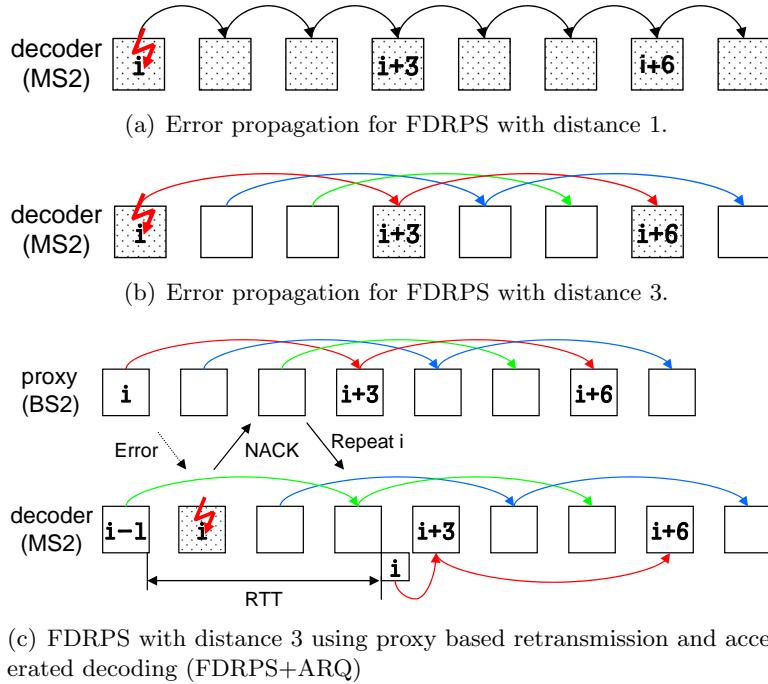 decoder
(MS2)
i i+3 i+6
(a) Error propagation for FDRPS with distance 1.
decoder
(MS2)
i i+3 i+6
(b) Error propagation for FDRPS with distance 3.
proxy
(BS2)
i i+3 i+6
Error NACK Repeat i
decoder
(MS2)
i-1 i i+3 i+6
i
RTT
(c) FDRPS with distance 3 using proxy based retransmission and acce
erated decoding (FDRPS+ARQ)